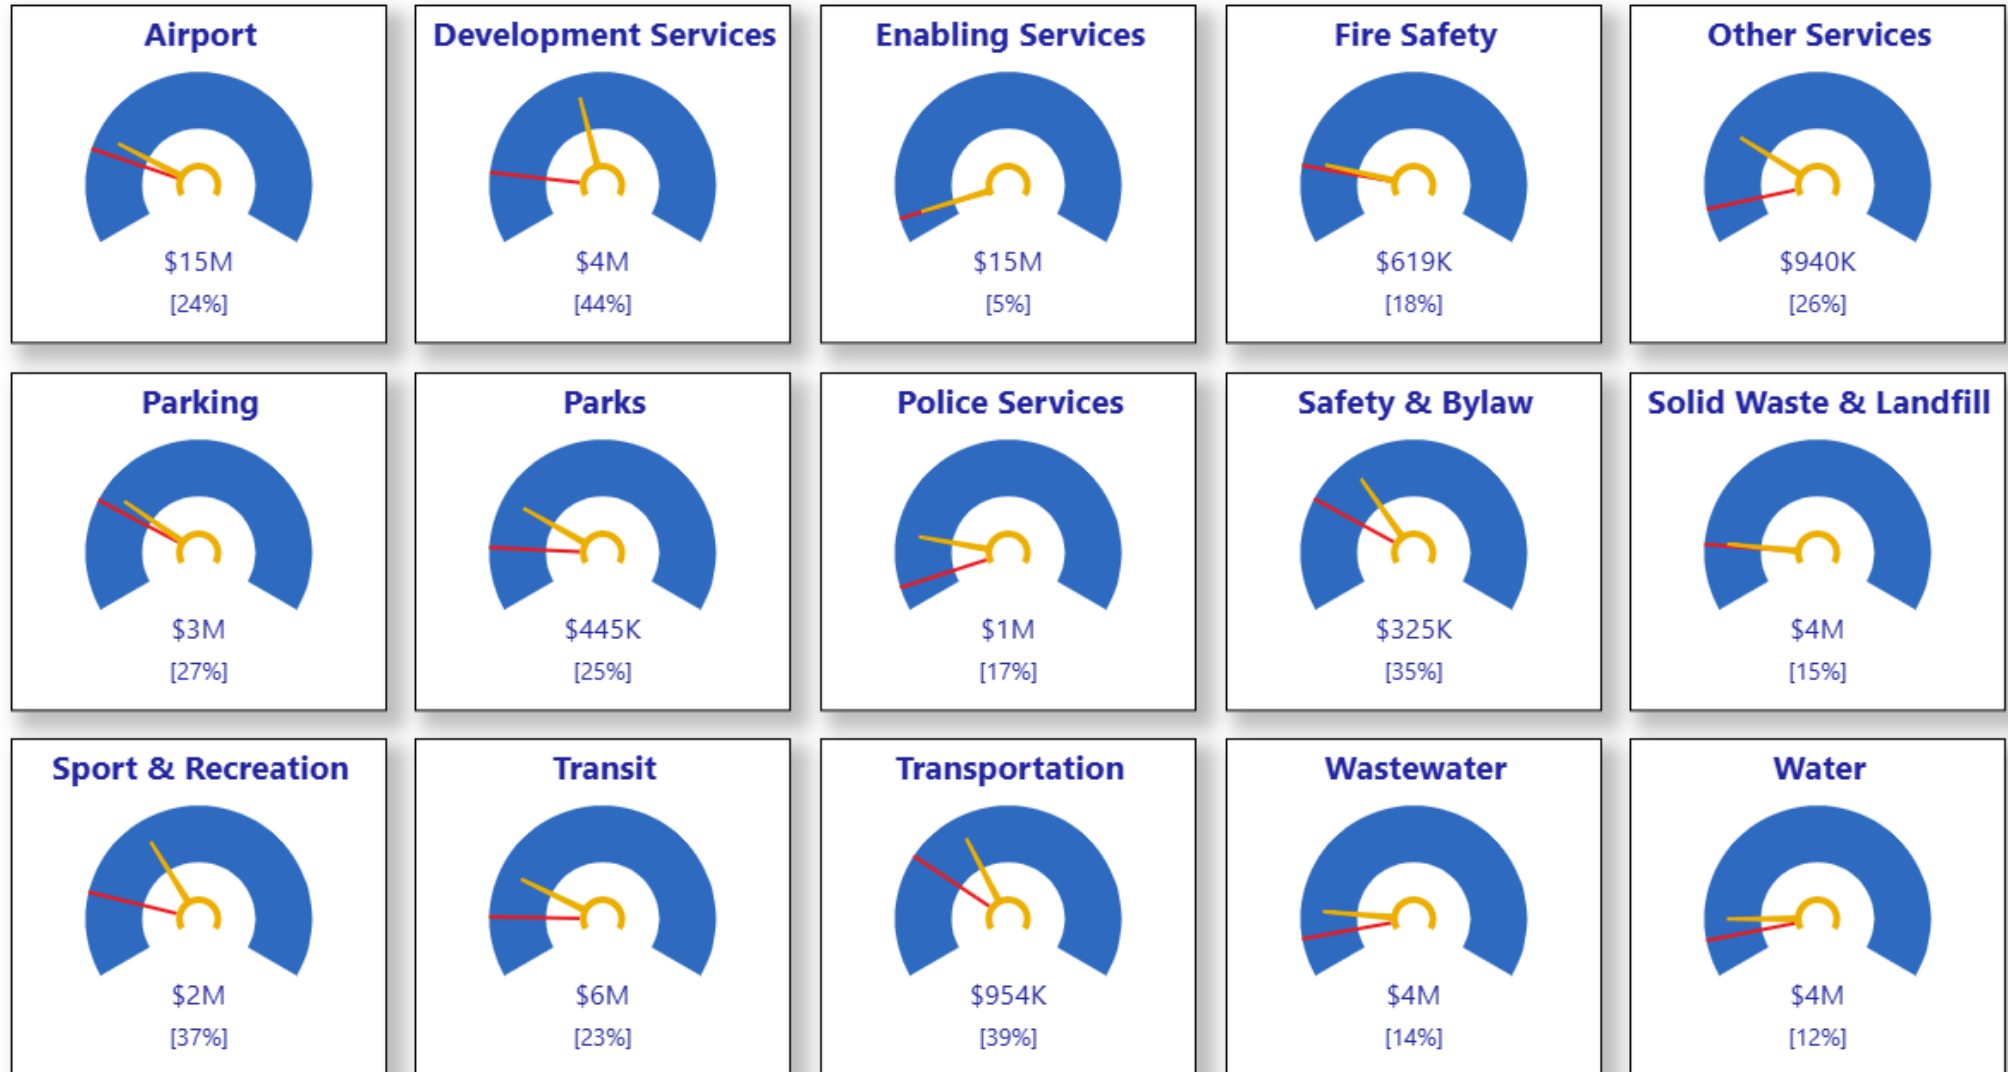 Airport
$15M
[24%]
Development Services
$4M
[44%]
Enabling Services
$15M
[5%]
Fire Safety
$619K
[18%]
Other Services
$940K
[26%]
Parking
$3M
[27%]
Parks
$445K
[25%]
Police Services
$1M
[17%]
Safety & Bylaw
$325K
[35%]
Solid Waste & Landfill
$4M
[15%]
Sport & Recreation
$2M
[37%]
Transit
$6M
[23%]
Transportation
$954K
[39%]
Wastewater
$4M
[14%]
Water
$4M
[12%]